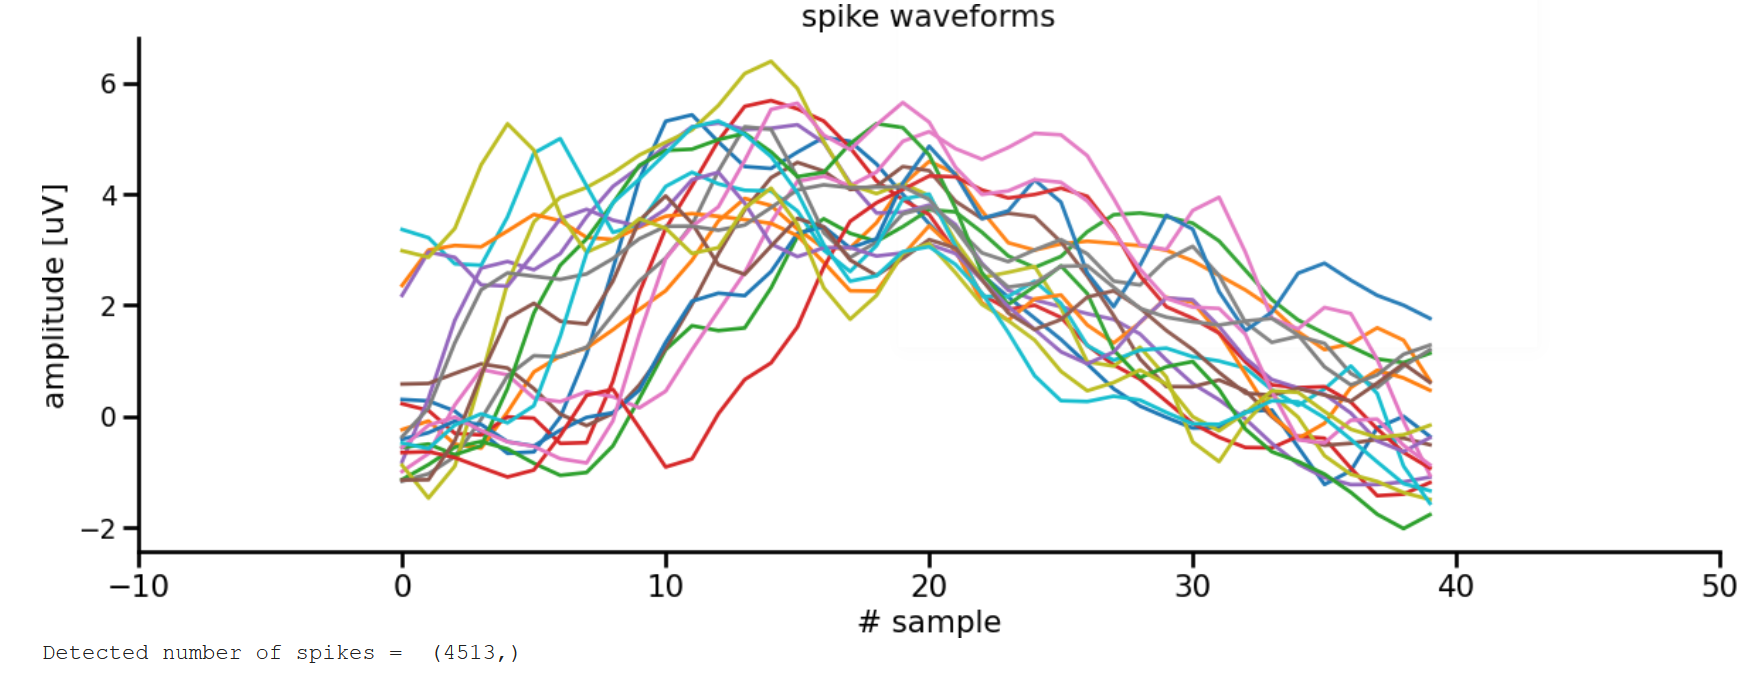 spike waveforms
amplitude [uV]
6
4
2
0
−2
−10 0 10 20 30 40 50
# sample
Detected number of spikes = (4513,)